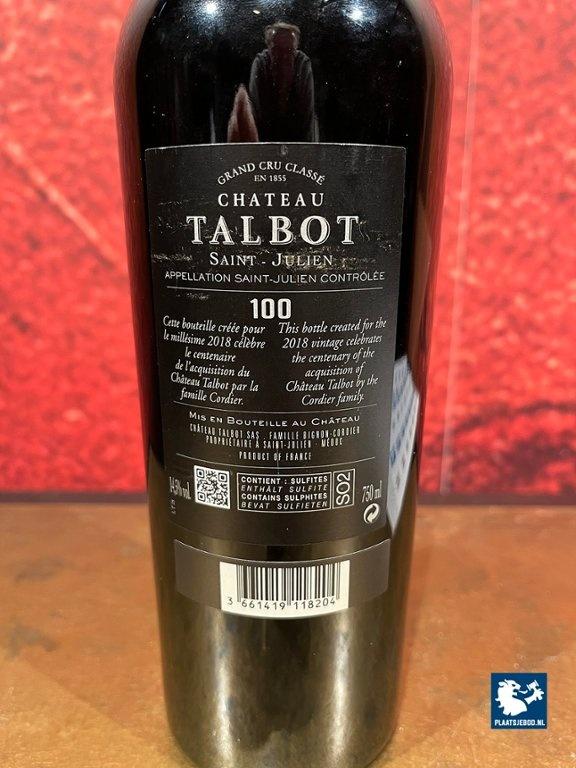 GRAND CRU CLASSÉ
EN 1855
CHATEAU
TALBOT
SAINT - JULIEN
APPELLATION SAINT-JULIEN CONTRÔLÉE
100
Cette bouteille créée pour
le millésime 2018 célèbre
le centenaire
de l'acquisition du
Château Talbot par la
famille Cordier.
This bottle created for the
2018 vintage celebrates
the centenary of the
acquisition of
Château Talbot by the
Cordier family.
MIS EN BOUTEILLE AU CHÂTEAU
CHÂTEAU TALBOT SAS . FAMILLE BIGNON-CORDIER
PROPRIÉTAIRE À SAINT-JULIEN - MÉDOC
PRODUCT OF FRANCE
14,5% vol.
CONTIENT : SULFITES
ENTHÄLT SULFITE
CONTAINS SULPHITES
BEVAT SULFIETEN
SO2
750 ml
3 661419 118204
PLAATSJEBOD.NL